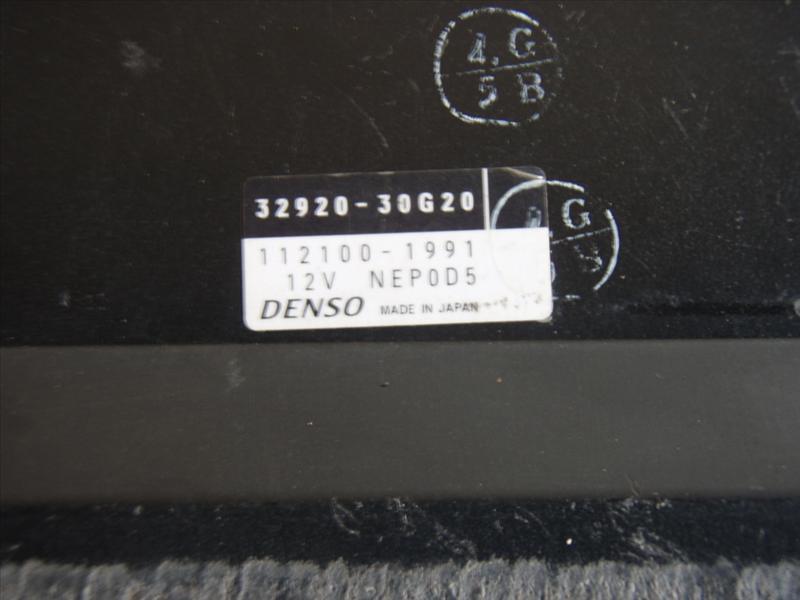 4. G
5 B
32920-30G20
112100-1991
12V NEP0D5
DENSO MADE IN JAPAN
G